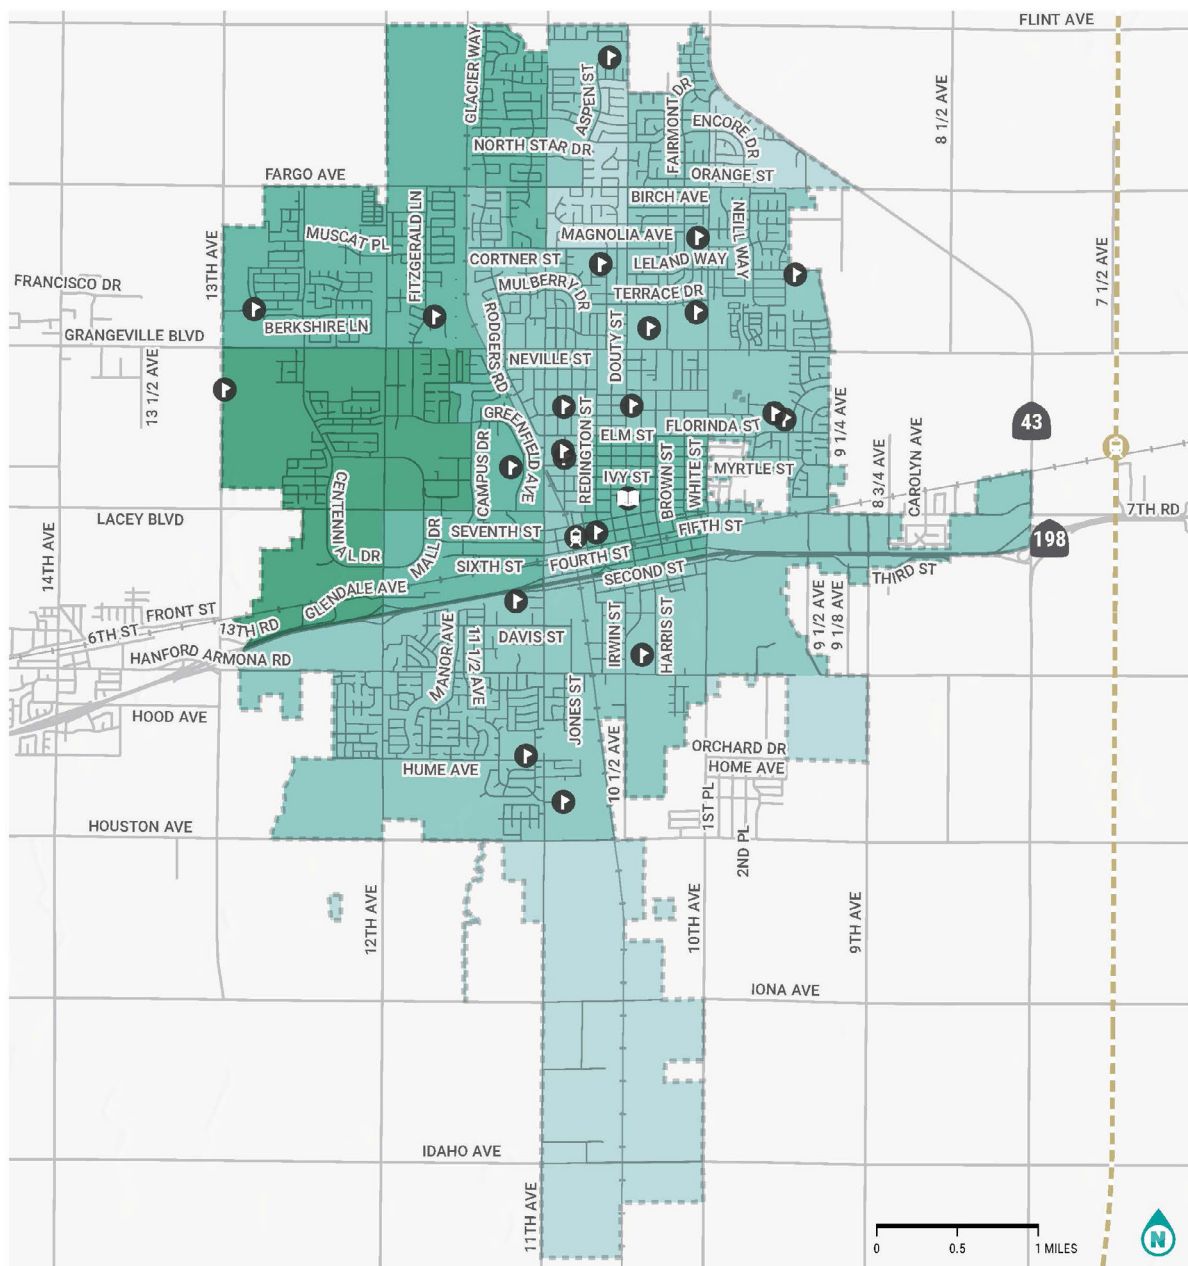 FLINT AVE
GLACIER WAY
ASPEN ST
FAIRMONT DR
ENCORE DR
8 1/2 AVE
NORTH STAR DR
ORANGE ST
FARGO AVE
BIRCH AVE
FITZGERALD LN
NEILL WAY
MUSCAT PL
MAGNOLIA AVE
13TH AVE
CORTNER ST
LELAND WAY
7 1/2 AVE
FRANCISCO DR
MULBERRY DR
TERRACE DR
BERKSHIRE LN
GRANGEVILLE BLVD
RODGERS RD
DOUTY ST
NEVILLE ST
13 1/2 AVE
GREENFIELD AVE
REDINGTON ST
ELM ST
FLORINDA ST
9 1/4 AVE
43
CAMPUS DR
BROWN ST
WHITE ST
MYRTLE ST
8 3/4 AVE
CAROLYN AVE
IVY ST
CENTENNIAL DR
LACEY BLVD
MALL DR
SEVENTH ST
FIFTH ST
7TH RD
14TH AVE
SIXTH ST
FOURTH ST
198
SECOND ST
THIRD ST
GLENDALE AVE
FRONT ST
6TH ST
13TH RD
DAVIS ST
IRWIN ST
HARRIS ST
9 1/2 AVE
9 1/8 AVE
HANFORD ARMONA RD
MANOR AVE
11 1/2 AVE
JONES ST
HOOD AVE
10 1/2 AVE
ORCHARD DR
HUME AVE
HOME AVE
1ST PL
HOUSTON AVE
2ND PL
12TH AVE
10TH AVE
9TH AVE
IONA AVE
IDAHO AVE
11TH AVE
0 0.5 1 MILES
N